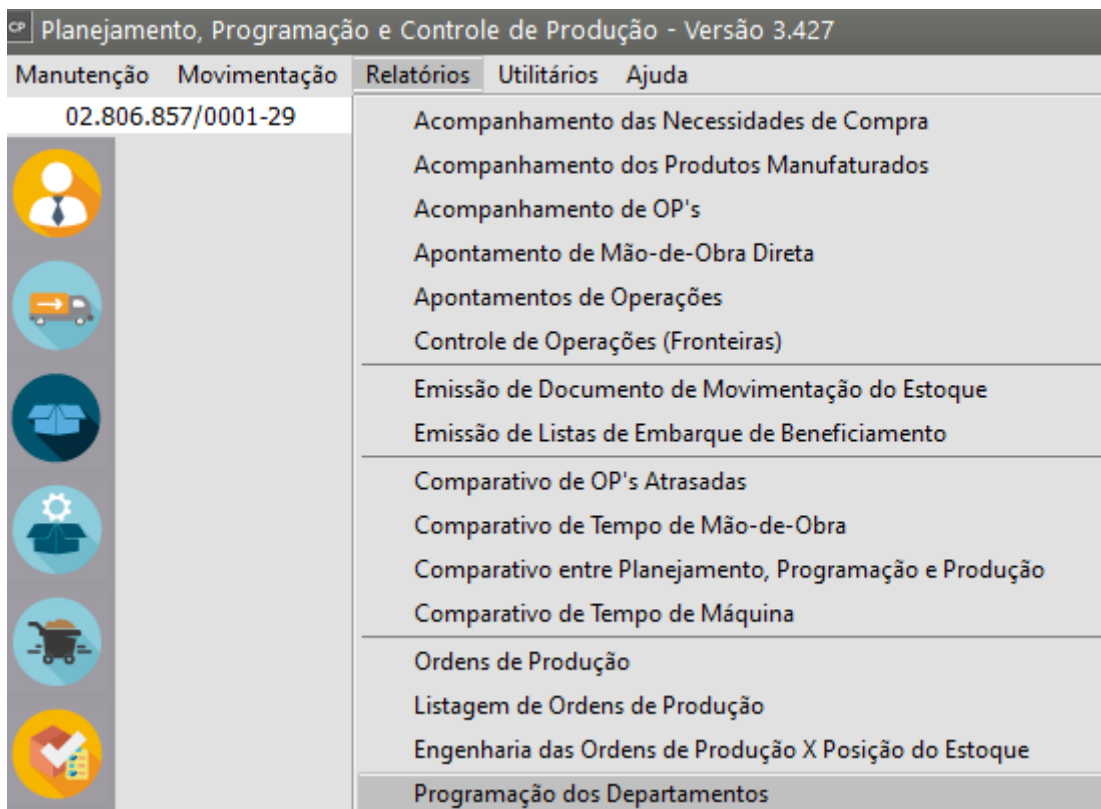 CP Planejamento, Programação e Controle de Produção - Versão 3.427
Manutenção Movimentação Relatórios Utilitários Ajuda
02.806.857/0001-29
Acompanhamento das Necessidades de Compra
Acompanhamento dos Produtos Manufaturados
Acompanhamento de OP's
Apontamento de Mão-de-Obra Direta
Apontamentos de Operações
Controle de Operações (Fronteiras)
Emissão de Documento de Movimentação do Estoque
Emissão de Listas de Embarque de Beneficiamento
Comparativo de OP's Atrasadas
Comparativo de Tempo de Mão-de-Obra
Comparativo entre Planejamento, Programação e Produção
Comparativo de Tempo de Máquina
Ordens de Produção
Listagem de Ordens de Produção
Engenharia das Ordens de Produção X Posição do Estoque
Programação dos Departamentos